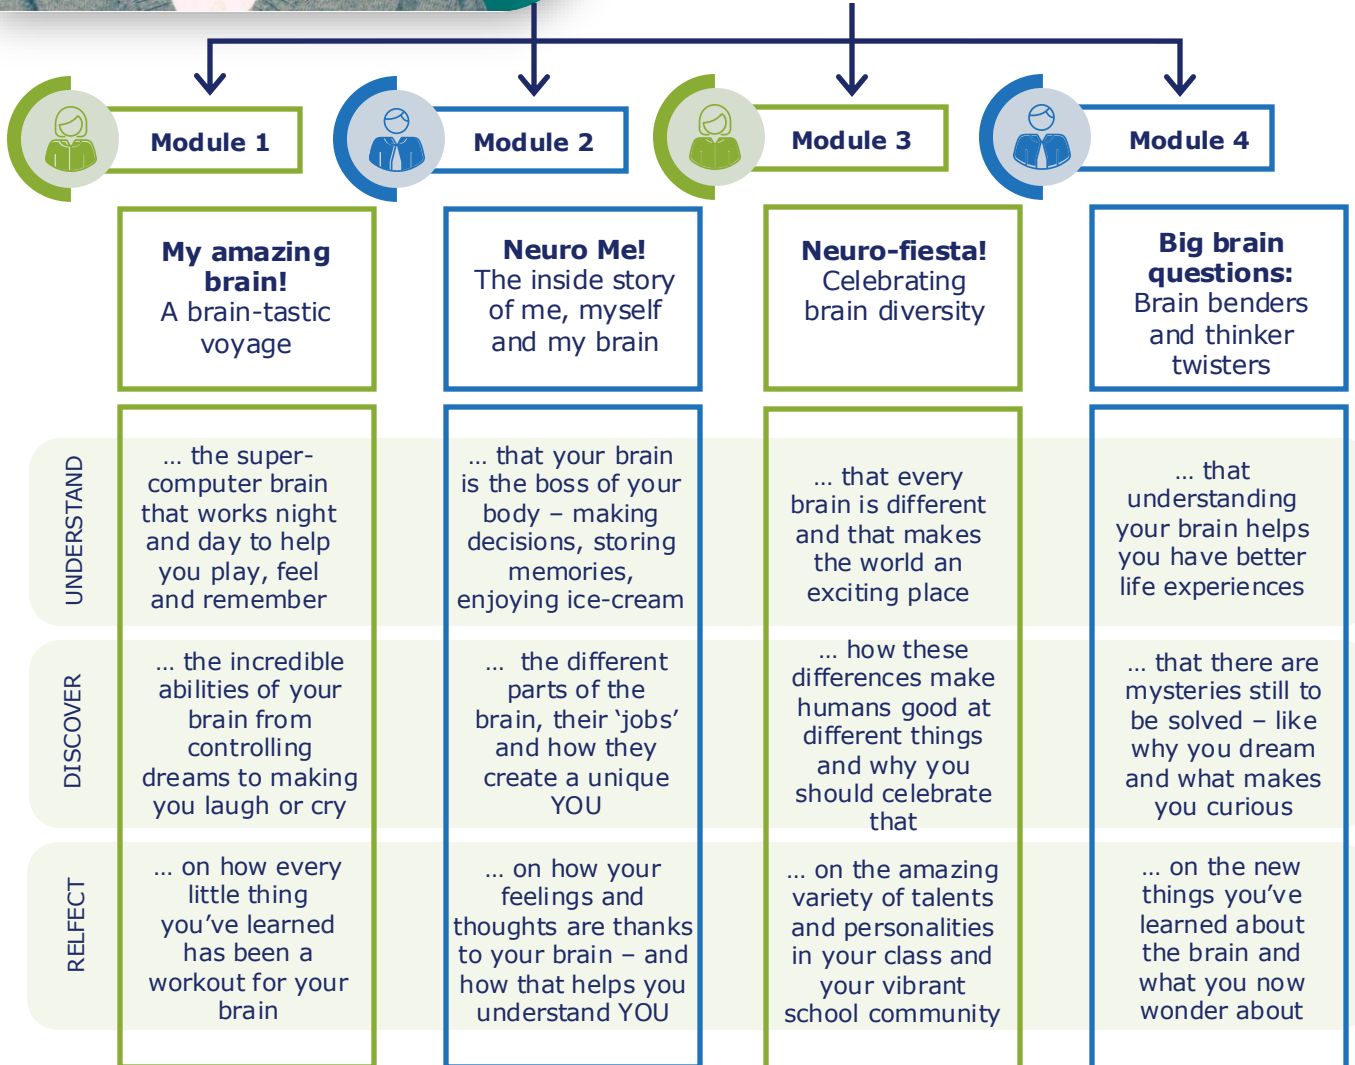 Module 1
Module 2
Module 3
Module 4
My amazing
brain!
A brain-tastic
voyage
Neuro Me!
The inside story
of me, myself
and my brain
Neuro-fiesta!
Celebrating
brain diversity
Big brain
questions:
Brain benders
and thinker
twisters
UNDERSTAND
... the super-
computer brain
that works night
and day to help
you play, feel
and remember
... that your brain
is the boss of your
body – making
decisions, storing
memories,
enjoying ice-cream
... that every
brain is different
and that makes
the world an
exciting place
... that
understanding
your brain helps
you have better
life experiences
DISCOVER
... the incredible
abilities of your
brain from
controlling
dreams to making
you laugh or cry
... the different
parts of the
brain, their ‘jobs’
and how they
create a unique
YOU
... how these
differences make
humans good at
different things
and why you
should celebrate
that
... that there are
mysteries still to
be solved – like
why you dream
and what makes
you curious
RELFECT
... on how every
little thing
you’ve learned
has been a
workout for your
brain
... on how your
feelings and
thoughts are thanks
to your brain – and
how that helps you
understand YOU
... on the amazing
variety of talents
and personalities
in your class and
your vibrant
school community
... on the new
things you’ve
learned about
the brain and
what you now
wonder about